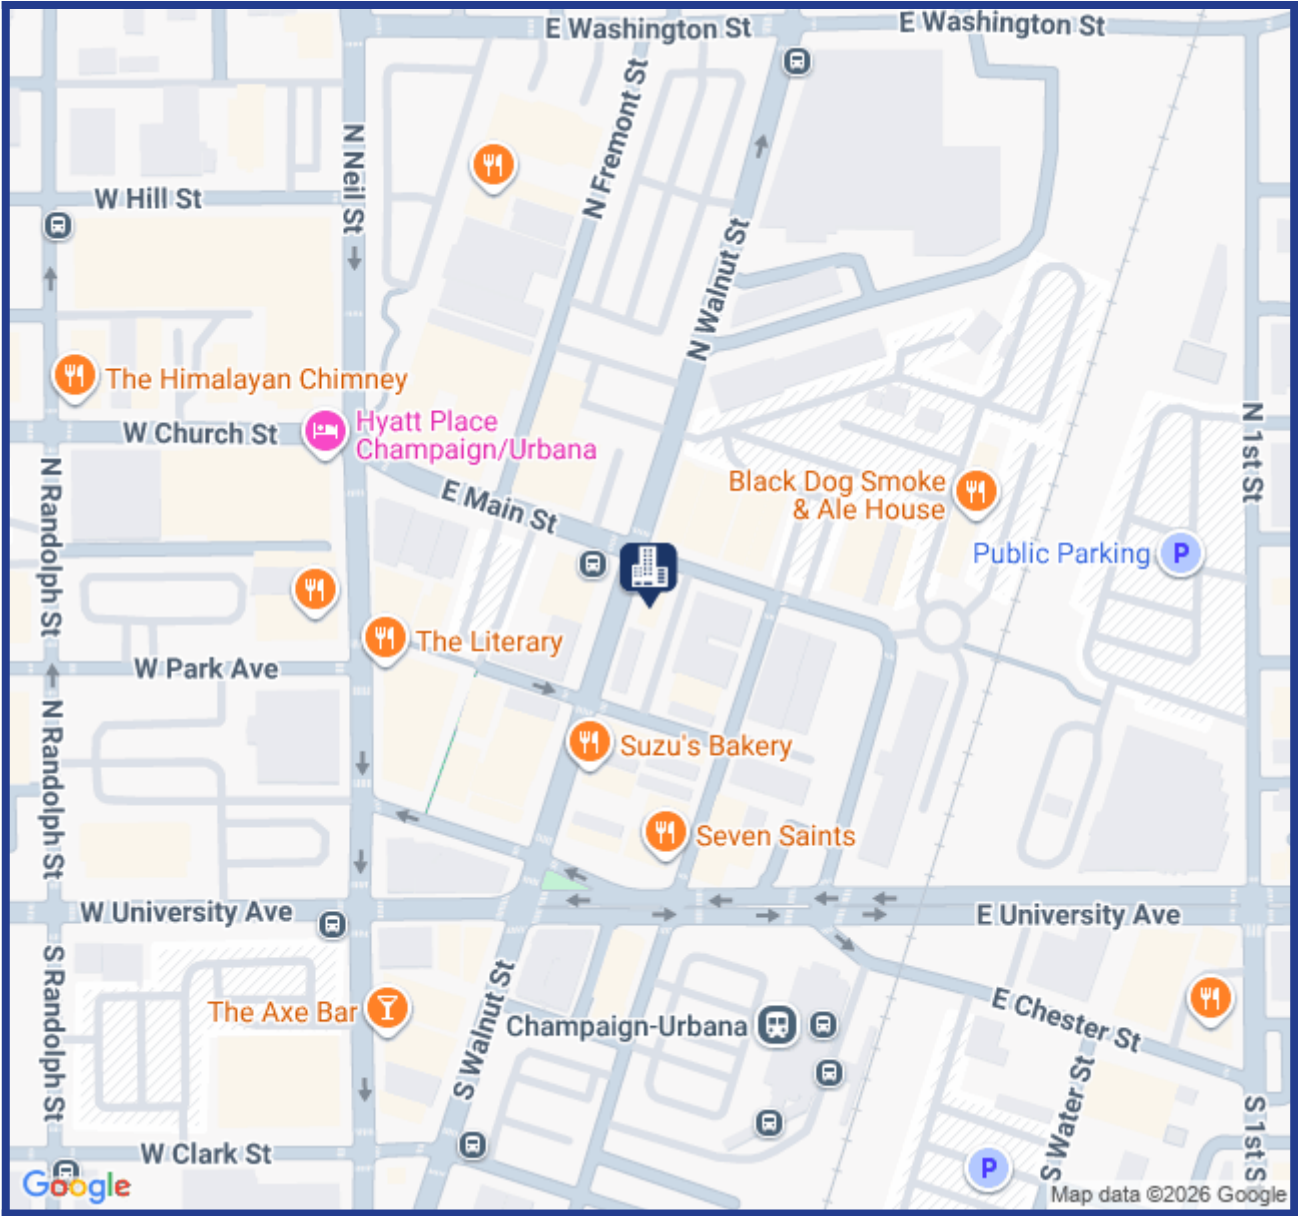 E Washington St
E Washington St
N Fremont St
N Neil St
W Hill St
N Walnut St
The Himalayan Chimney
W Church St
Hyatt Place
Champaign/Urbana
N 1st St
E Main St
Black Dog Smoke
& Ale House
N Randolph St
Public Parking
P
The Literary
W Park Ave
N Randolph St
Suzu's Bakery
Seven Saints
W University Ave
E University Ave
S Randolph St
S Walnut St
The Axe Bar
Champaign-Urbana
E Chester St
S Water St
S 1st S
W Clark St
P
Google
Map data ©2026 Google